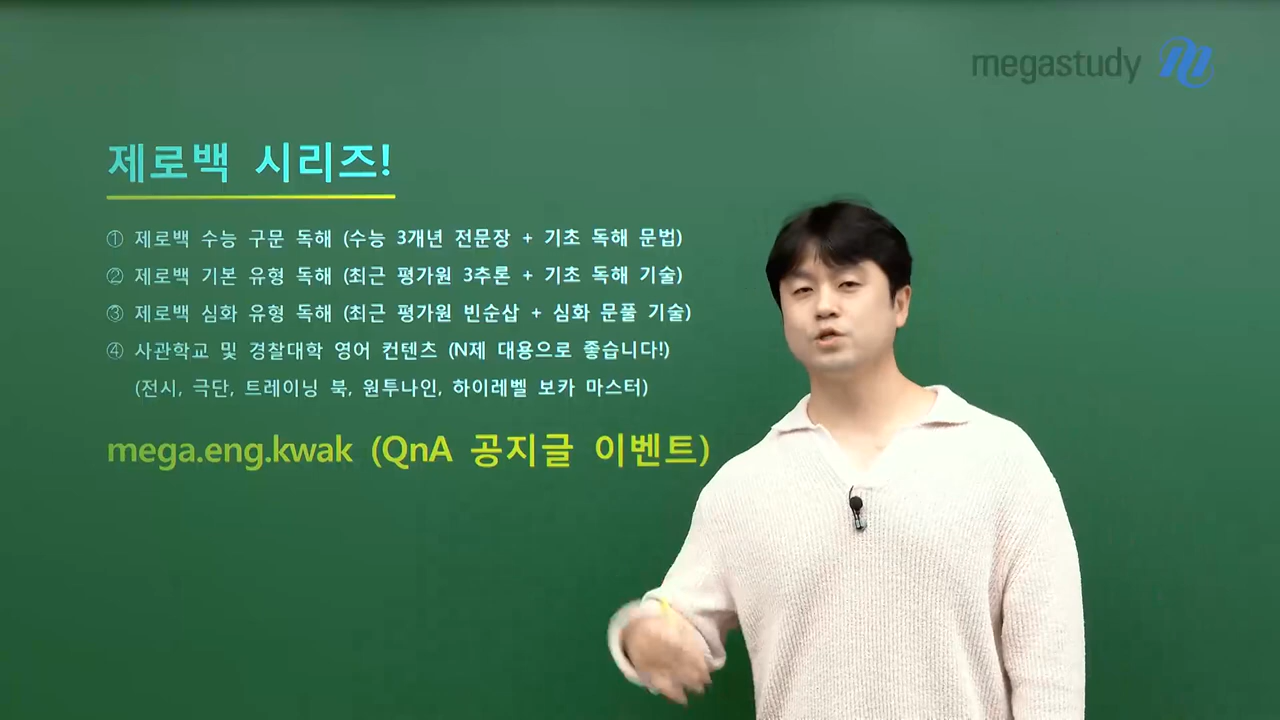 megastudy
제로백 시리즈!
① 제로백 수능 구문 독해 (수능 3개년 전문장 + 기초 독해 문법)
② 제로백 기본 유형 독해 (최근 평가원 3추론 + 기초 독해 기술)
③ 제로백 심화 유형 독해 (최근 평가원 빈순삽 + 심화 문풀 기술)
④ 사관학교 및 경찰대학 영어 컨텐츠 (N제 대용으로 좋습니다!)
(전시, 극단, 트레이닝 북, 원투나인, 하이레벨 보카 마스터)
mega.eng.kwak (QnA 공지글 이벤트)